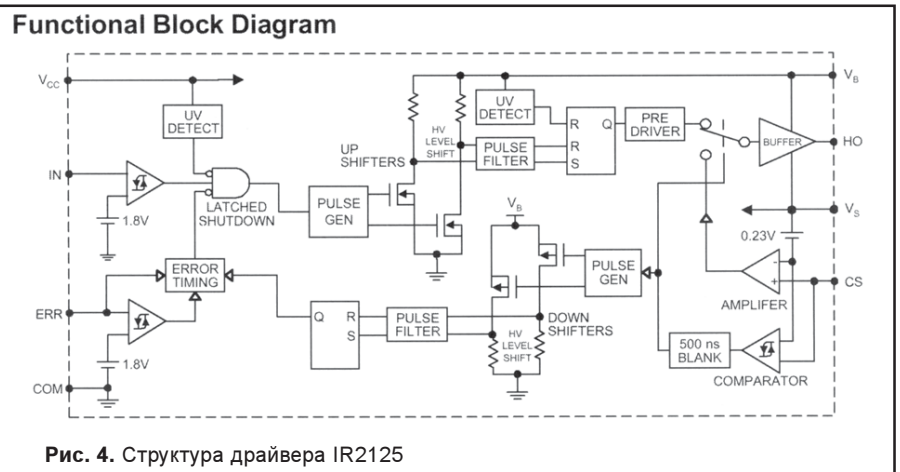 Functional Block Diagram
VCC
VB
UV
DETECT
UV
DETECT
R
Q
R
S
PRE
DRIVER
BUFFER
HO
UP
SHIFTERS
HV
LEVEL
SHIFT
PULSE
FILTER
IN
1.8V
LATCHED
SHUTDOWN
PULSE
GEN
VB
VS
0.23V
ERROR
TIMING
PULSE
GEN
-
+
AMPLIFER
CS
ERR
1.8V
Q
R
S
PULSE
FILTER
HV
LEVEL
SHIFT
DOWN
SHIFTERS
500 ns
BLANK
COMPARATOR
COM
Рис. 4. Структура драйвера IR2125